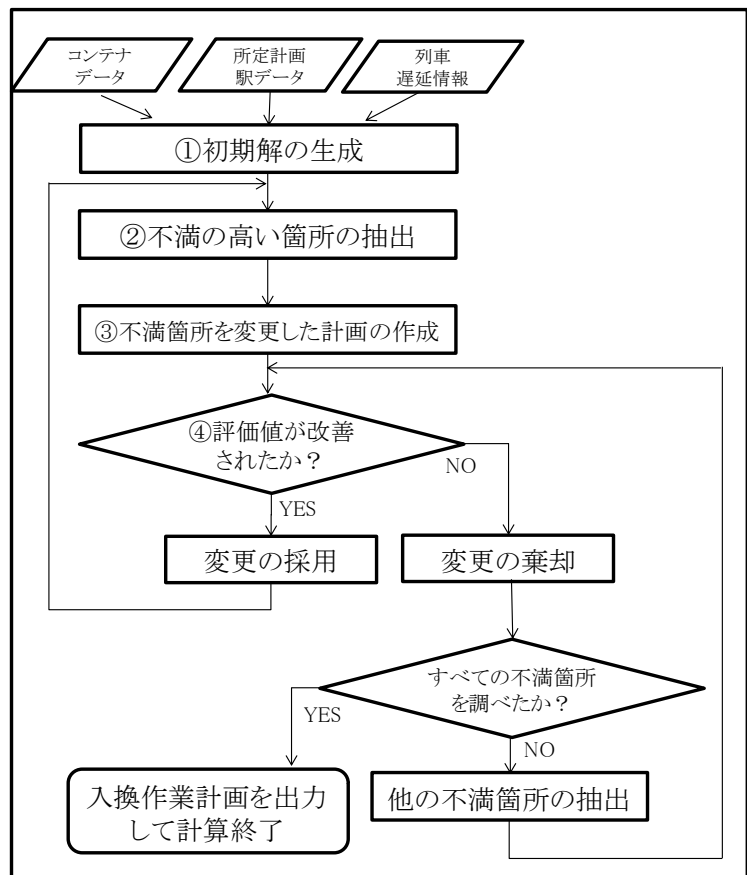 コンテナ
データ
所定計画
駅データ
列車
遅延情報
①初期解の生成
②不満の高い箇所の抽出
③不満箇所を変更した計画の作成
④評価値が改善
されたか？
NO
YES
変更の採用
変更の棄却
すべての不満箇所
を調べたか？
YES
NO
入換作業計画を出力
して計算終了
他の不満箇所の抽出